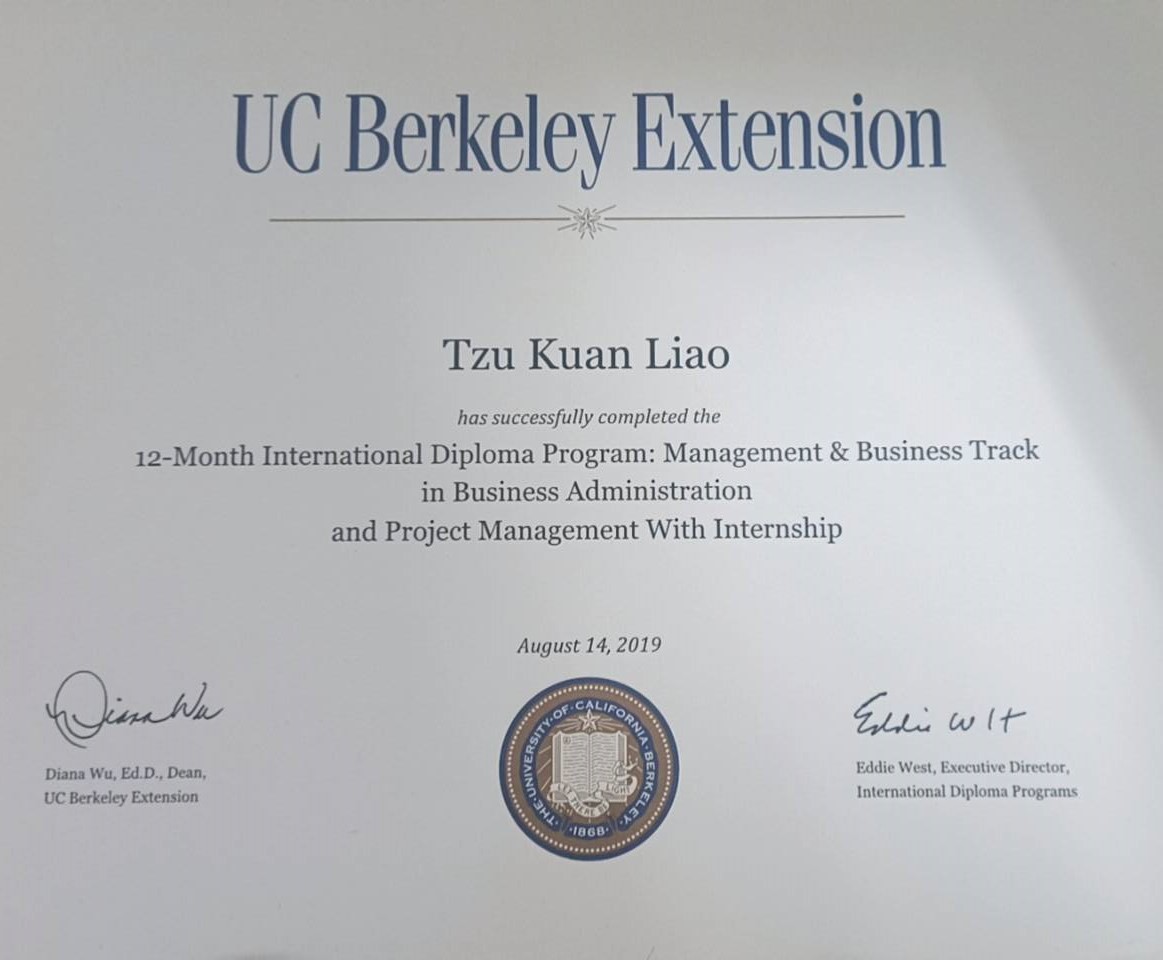 UC Berkeley Extension
Tzu Kuan Liao
has successfully completed the
12-Month International Diploma Program: Management & Business Track
in Business Administration
and Project Management With Internship
August 14, 2019
Diana Wu
Diana Wu, Ed.D., Dean,
UC Berkeley Extension
THE·UNIVERSITY·OF·CALIFORNIA·BERKELEY
LET THERE BE LIGHT
·1868·
Eddie West, Executive Director,
International Diploma Programs